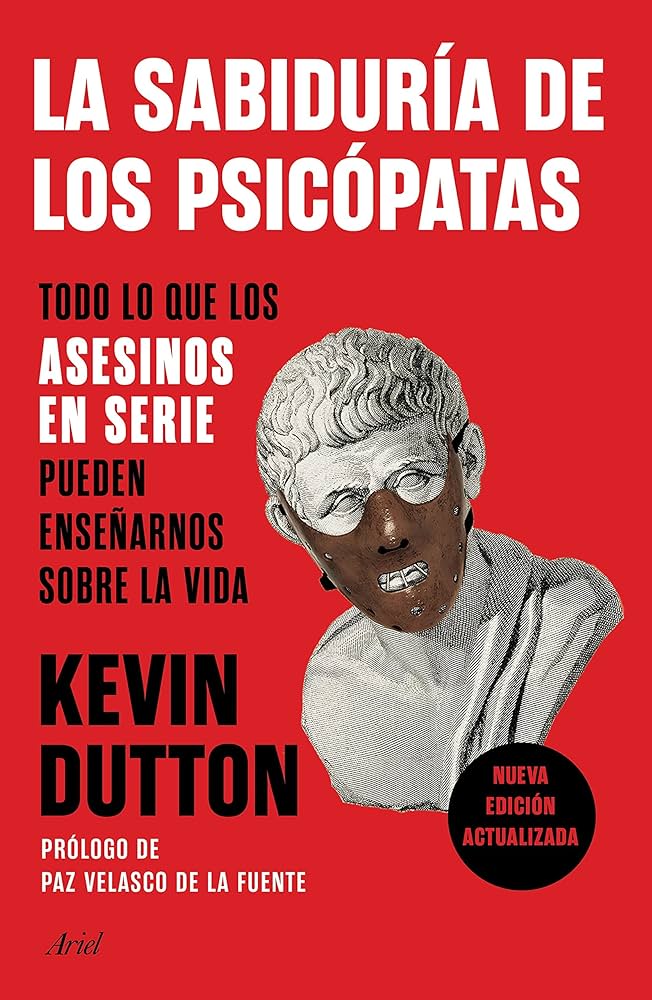 LA SABIDURÍA DE
LOS PSICÓPATAS
TODO LO QUE LOS
ASESINOS
EN SERIE
PUEDEN
ENSEÑARNOS
SOBRE LA VIDA
KEVIN
DUTTON
PRÓLOGO DE
PAZ VELASCO DE LA FUENTE
NUEVA
EDICIÓN
ACTUALIZADA
Ariel